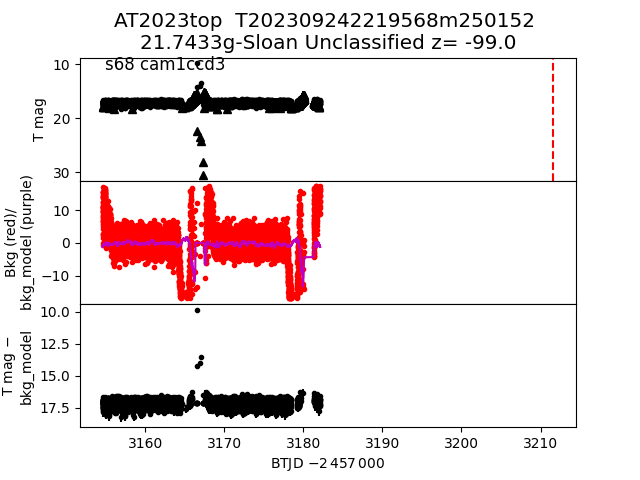 AT2023top T202309242219568m250152
21.7433g-Sloan Unclassified z= -99.0
s68 cam1ccd3
10
20
30
T mag
10
0
−10
Bkg (red)/
bkg_model (purple)
10.0
12.5
15.0
17.5
T mag −
bkg_model
3160 3170 3180 3190 3200 3210
BTJD −2 457 000